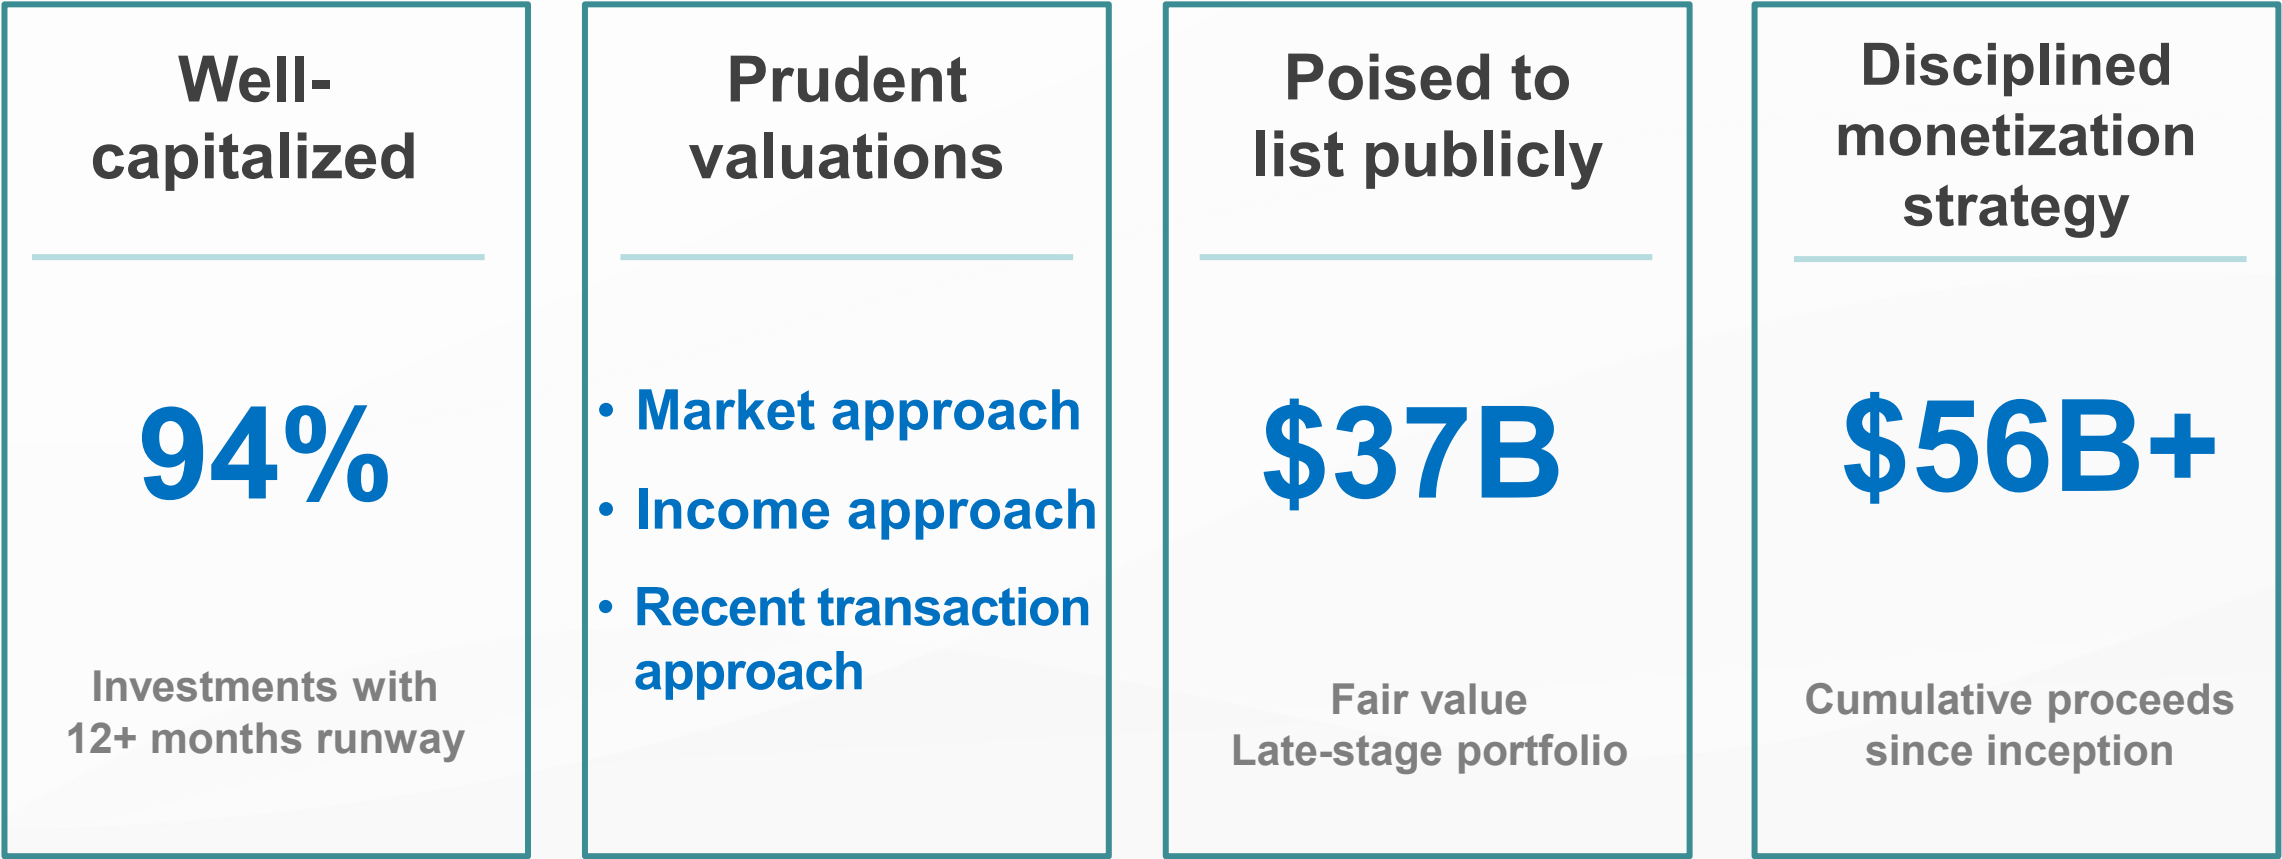 Well-
capitalized
94%
Investments with
12+ months runway
Prudent
valuations
• Market approach
• Income approach
• Recent transaction
approach
Poised to
list publicly
$37B
Fair value
Late-stage portfolio
Disciplined
monetization
strategy
$56B+
Cumulative proceeds
since inception